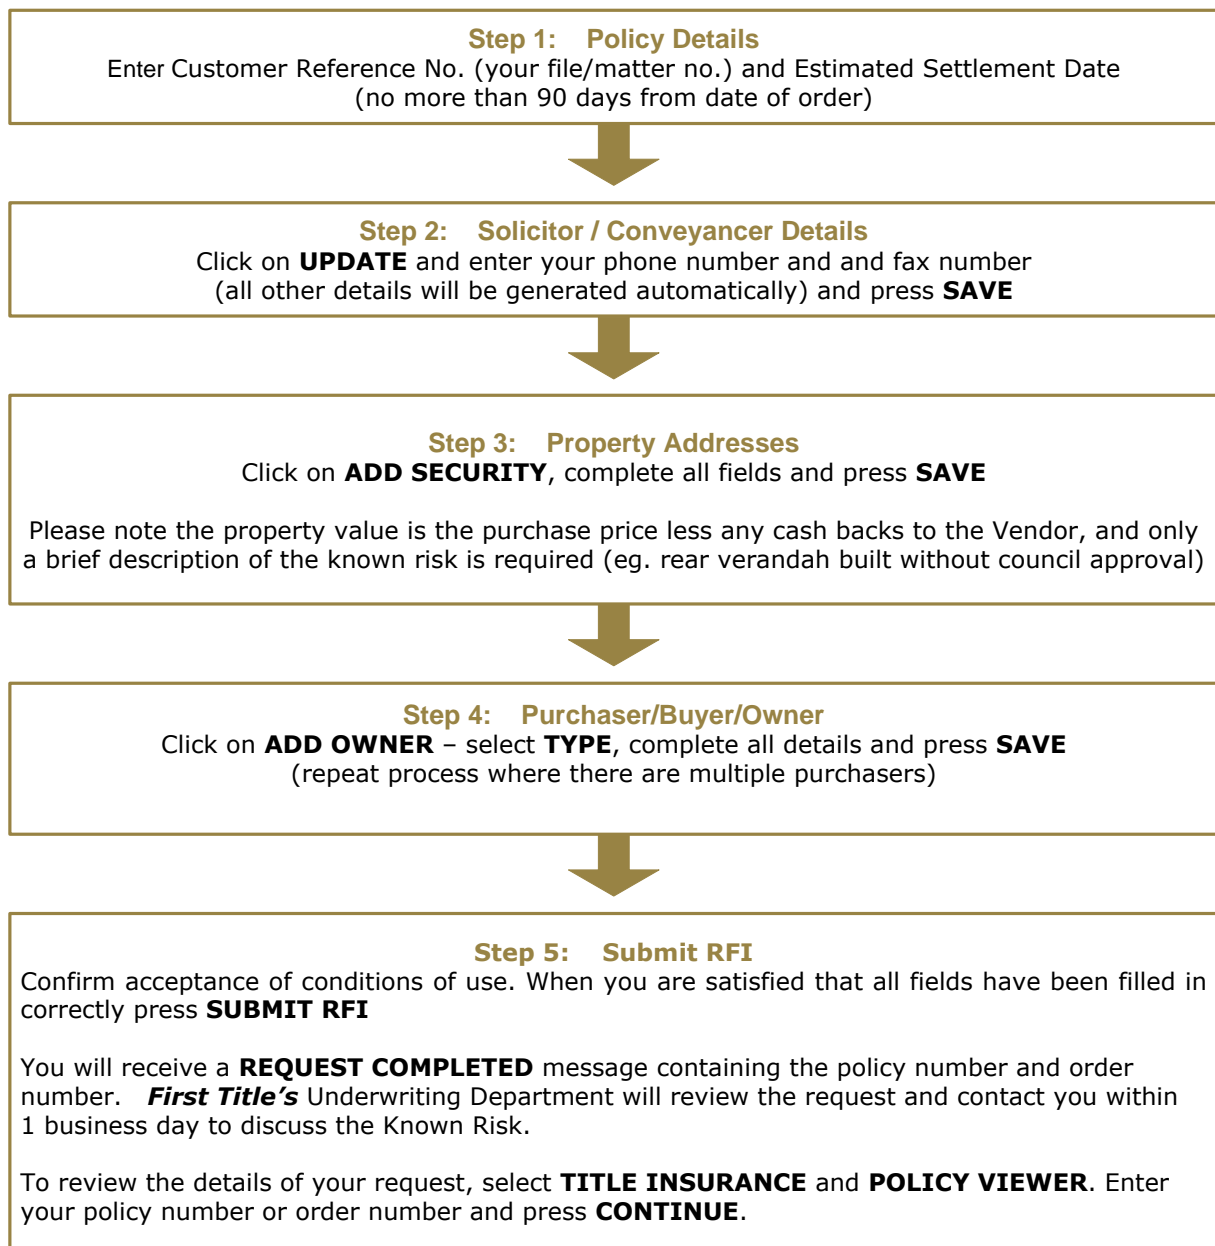 Step 1: Policy Details
Enter Customer Reference No. (your file/matter no.) and Estimated Settlement Date
(no more than 90 days from date of order)
Step 2: Solicitor / Conveyancer Details
Click on UPDATE and enter your phone number and and fax number
(all other details will be generated automatically) and press SAVE
Step 3: Property Addresses
Click on ADD SECURITY, complete all fields and press SAVE
Please note the property value is the purchase price less any cash backs to the Vendor, and only
a brief description of the known risk is required (eg. rear verandah built without council approval)
Step 4: Purchaser/Buyer/Owner
Click on ADD OWNER – select TYPE, complete all details and press SAVE
(repeat process where there are multiple purchasers)
Step 5: Submit RFI
Confirm acceptance of conditions of use. When you are satisfied that all fields have been filled in
correctly press SUBMIT RFI
You will receive a REQUEST COMPLETED message containing the policy number and order
number. First Title's Underwriting Department will review the request and contact you within
1 business day to discuss the Known Risk.
To review the details of your request, select TITLE INSURANCE and POLICY VIEWER. Enter
your policy number or order number and press CONTINUE.